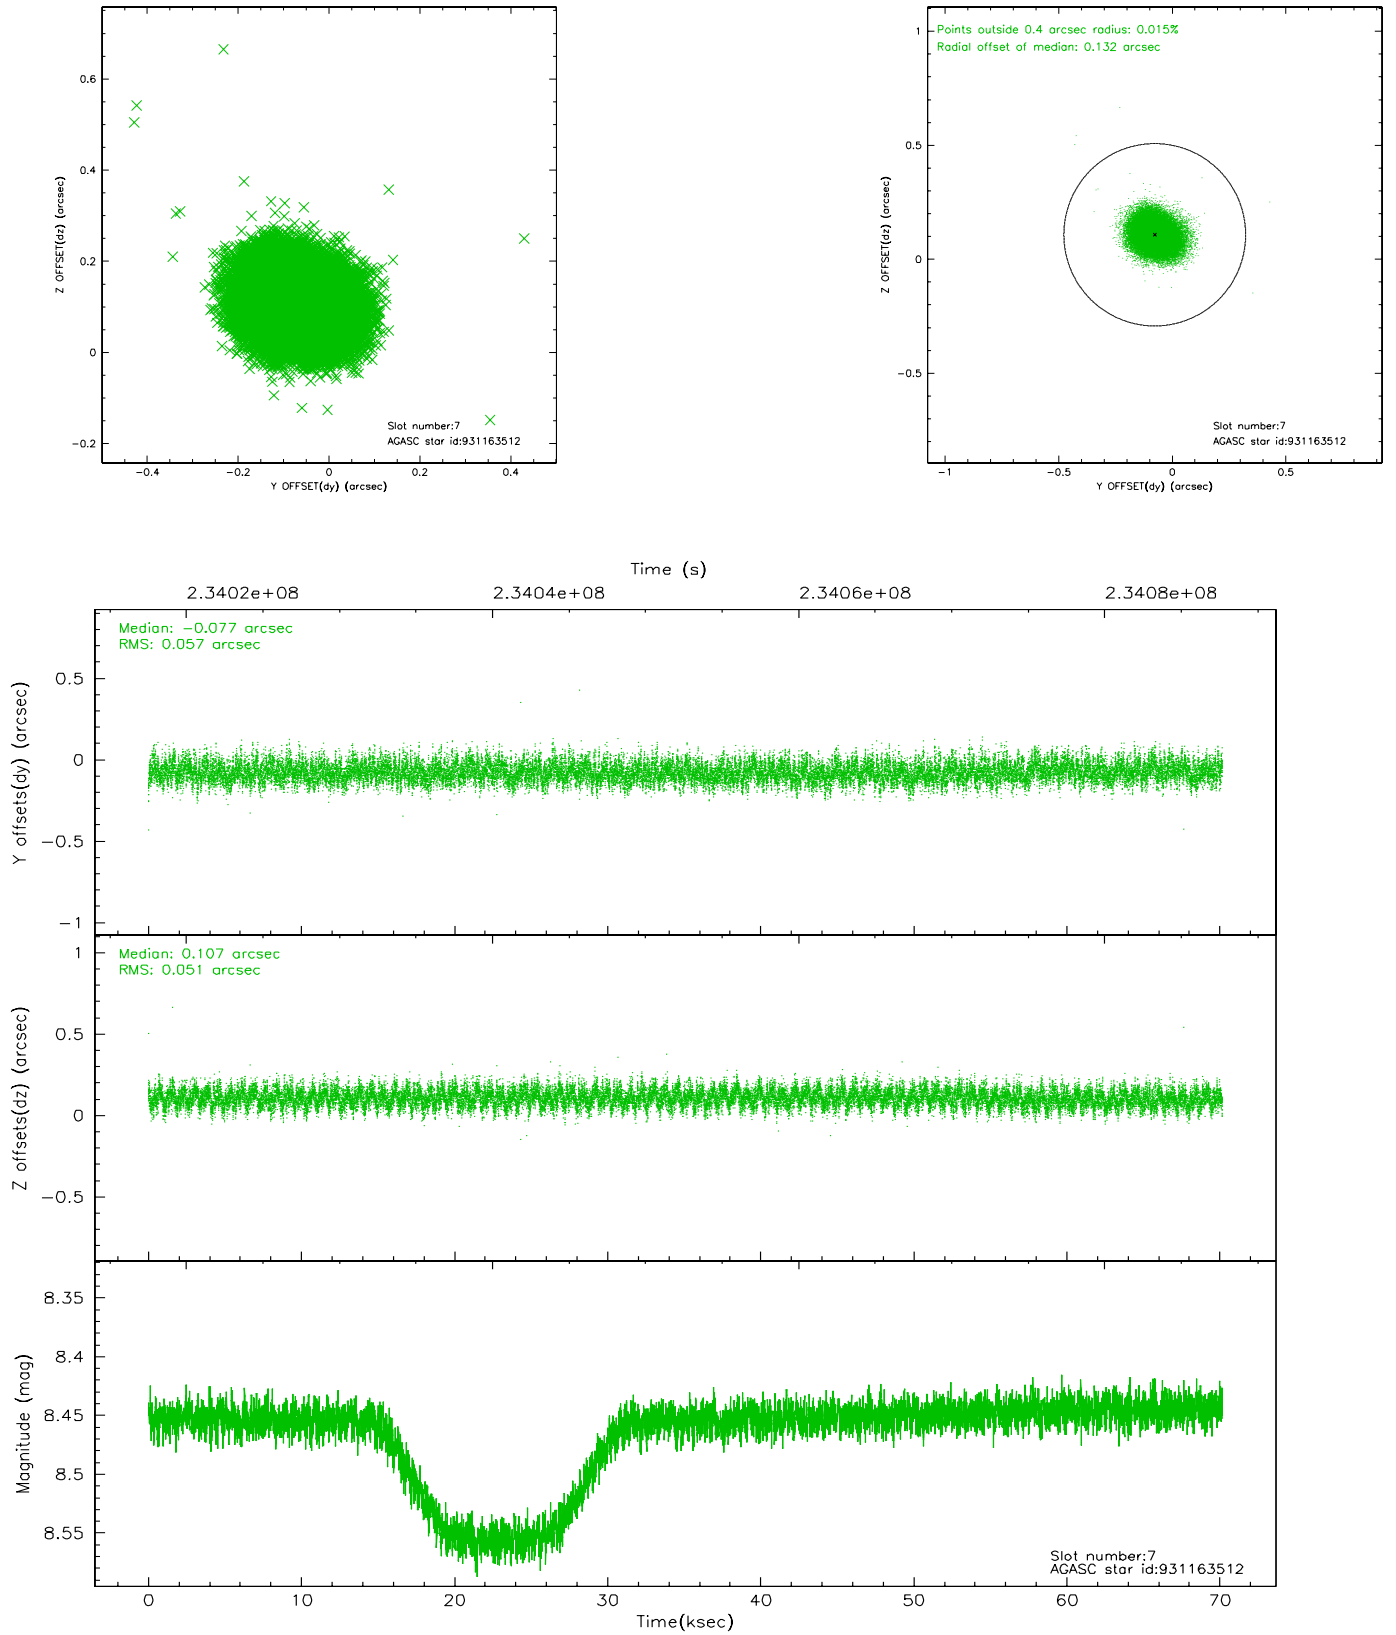 0.6
0.4
0.2
0
−0.2
Z OFFSET(dz) (arcsec)
−0.4
−0.2
0
0.2
0.4
Y OFFSET(dy) (arcsec)
Slot number:7
AGASC star id:931163512
Points outside 0.4 arcsec radius: 0.015%
Radial offset of median: 0.132 arcsec
1
0.5
0
−0.5
Z OFFSET(dz) (arcsec)
−1
−0.5
0
0.5
Y OFFSET(dy) (arcsec)
Slot number:7
AGASC star id:931163512
Time (s)
2.3402e+08
2.3404e+08
2.3406e+08
2.3408e+08
Median: −0.077 arcsec
RMS: 0.057 arcsec
0.5
0
−0.5
−1
Y offsets(dy) (arcsec)
Median: 0.107 arcsec
RMS: 0.051 arcsec
1
0.5
0
−0.5
Z offsets(dz) (arcsec)
8.35
8.4
8.45
8.5
8.55
Magnitude (mag)
Slot number:7
AGASC star id:931163512
0
10
20
30
40
50
60
70
Time(ksec)